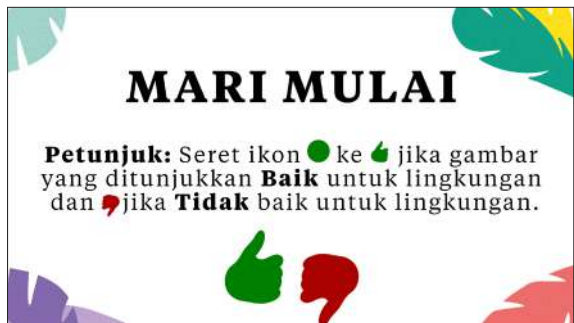 MARI MULAI
Petunjuk: Seret ikon ke jika gambar
yang ditunjukkan Baik untuk lingkungan
dan jika Tidak baik untuk lingkungan.